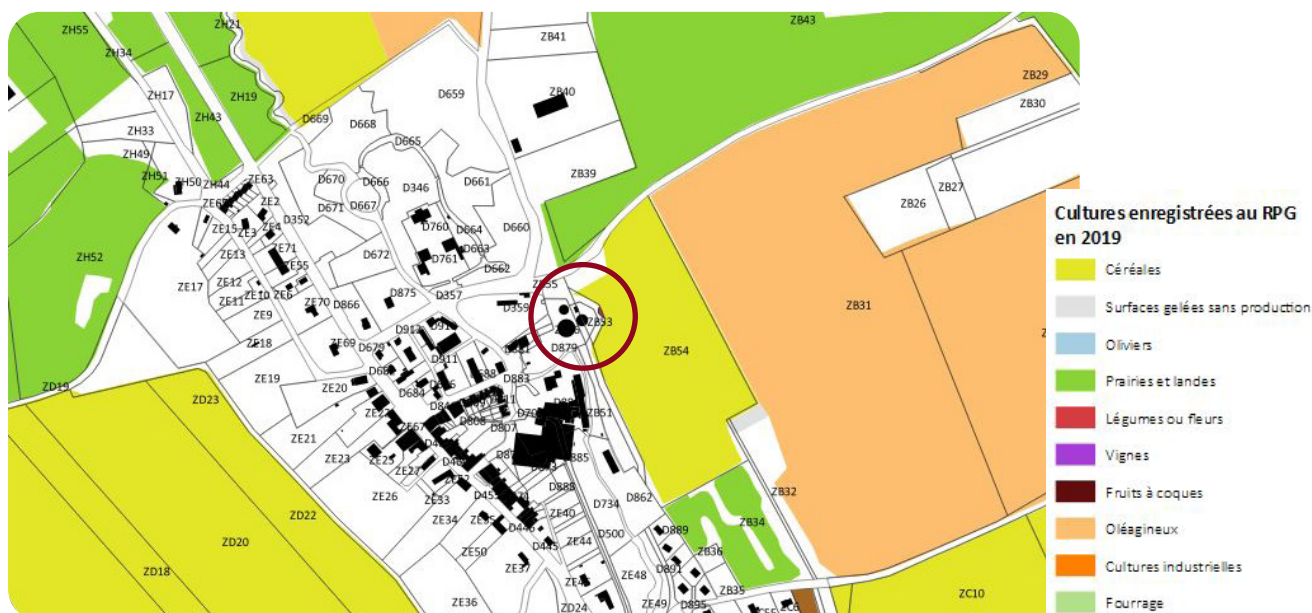 ZH55
ZH34
ZH21
ZB43
ZB41
ZB29
ZH17
ZH19
D659
ZB40
ZB30
ZH43
D669
D668
ZH33
D665
ZH49
ZH51
ZH50
ZH44
ZE63
D670
D666
D346
D661
ZB39
ZB27
ZB26
ZE2
D667
D671
D352
ZE15
ZE3
ZE4
D760
D664
D660
ZH52
ZE13
ZE71
D672
D761
D663
ZE55
D662
ZE17
ZE12
ZE11
ZE10
ZE6
D875
D357
ZE70
D866
D359
ZB31
ZE9
ZB33
ZE18
ZE69
D679
D911
D879
ZB54
ZD19
ZE19
ZE20
D684
D883
ZD23
D808
D807
ZB51
ZE67
ZE21
ZE23
ZE25
ZE27
ZE26
ZE33
D888
D862
ZB32
ZD22
ZE34
D734
ZB34
ZE40
D500
D889
ZD20
D446
D445
ZE44
ZB36
ZE50
ZE37
D891
ZD18
ZE48
ZB35
ZE36
ZD24
ZE49
D895
ZC10
Cultures enregistrées au RPG
en 2019
Céréales
Surfaces gelées sans production
Oliviers
Prairies et landes
Légumes ou fleurs
Vignes
Fruits à coques
Oléagineux
Cultures industrielles
Fourrage